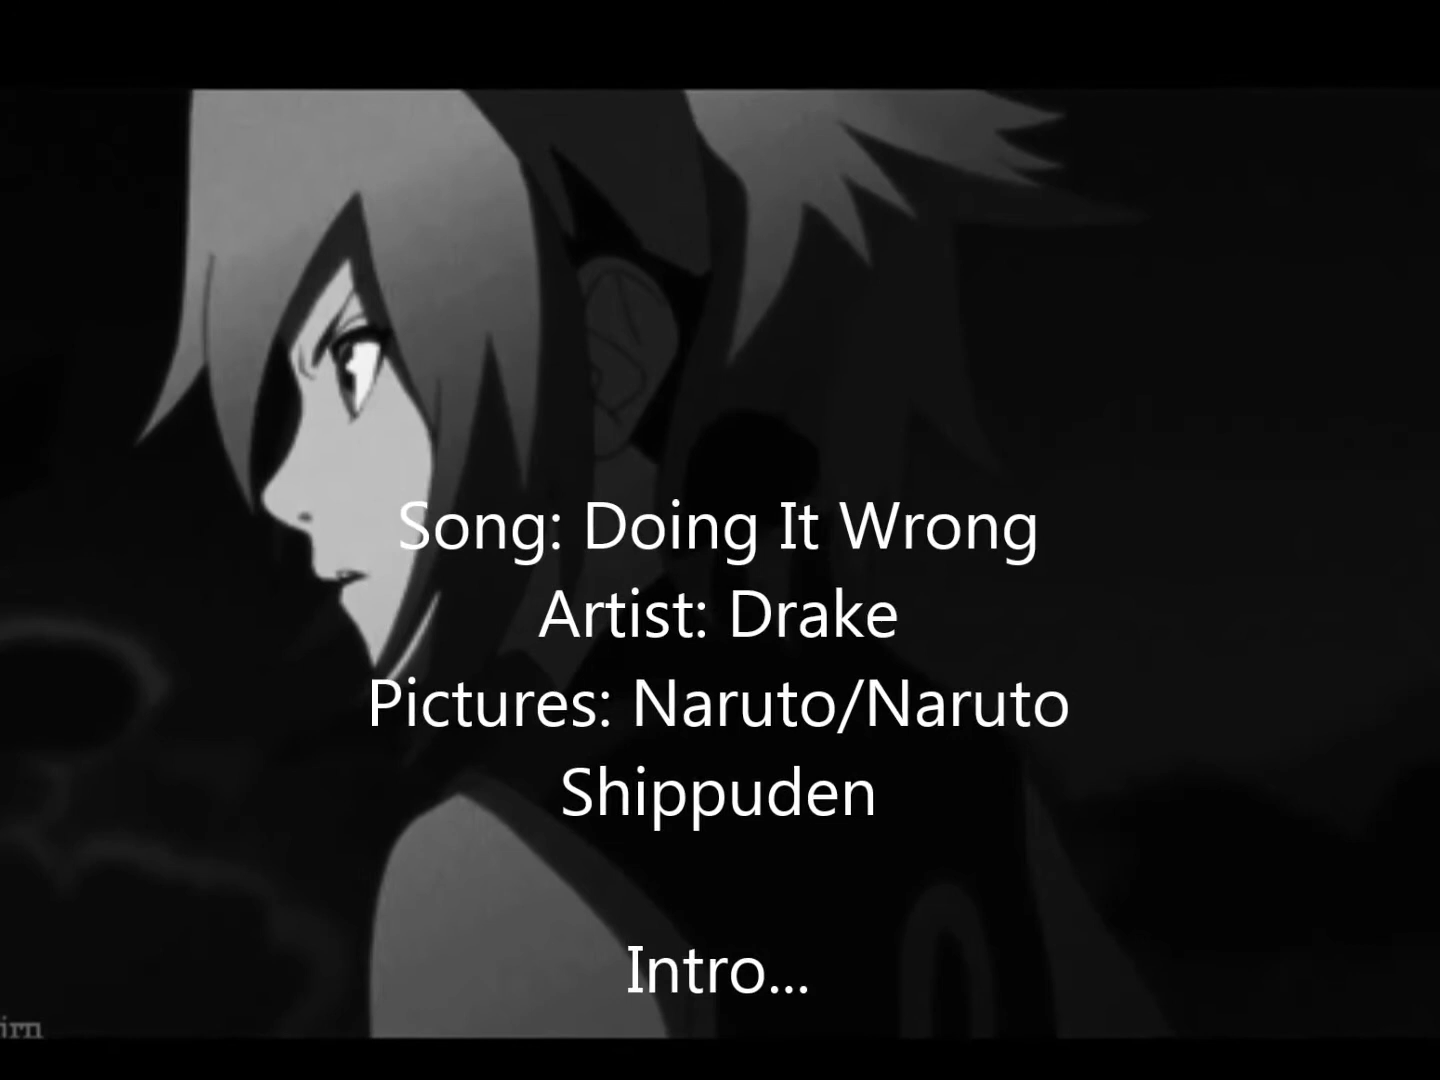 Song: Doing It Wrong
Artist: Drake
Pictures: Naruto/Naruto
Shippuden
Intro...